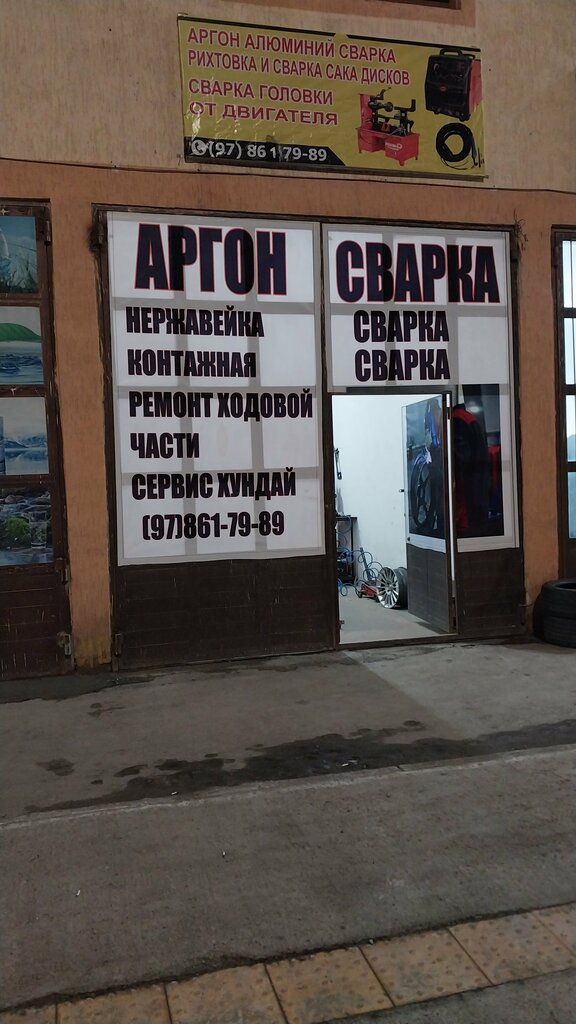 АРГОН АЛЮМИНИЙ СВАРКА
РИХТОВКА И СВАРКА САКА ДИСКОВ
СВАРКА ГОЛОВКИ
ОТ ДВИГАТЕЛЯ
(97) 861-79-89
АРГОН СВАРКА
НЕРЖАВЕЙКА СВАРКА
КОНТАЖНАЯ СВАРКА
РЕМОНТ ХОДОВОЙ
ЧАСТИ
СЕРВИС ХУНДАЙ
(97)861-79-89